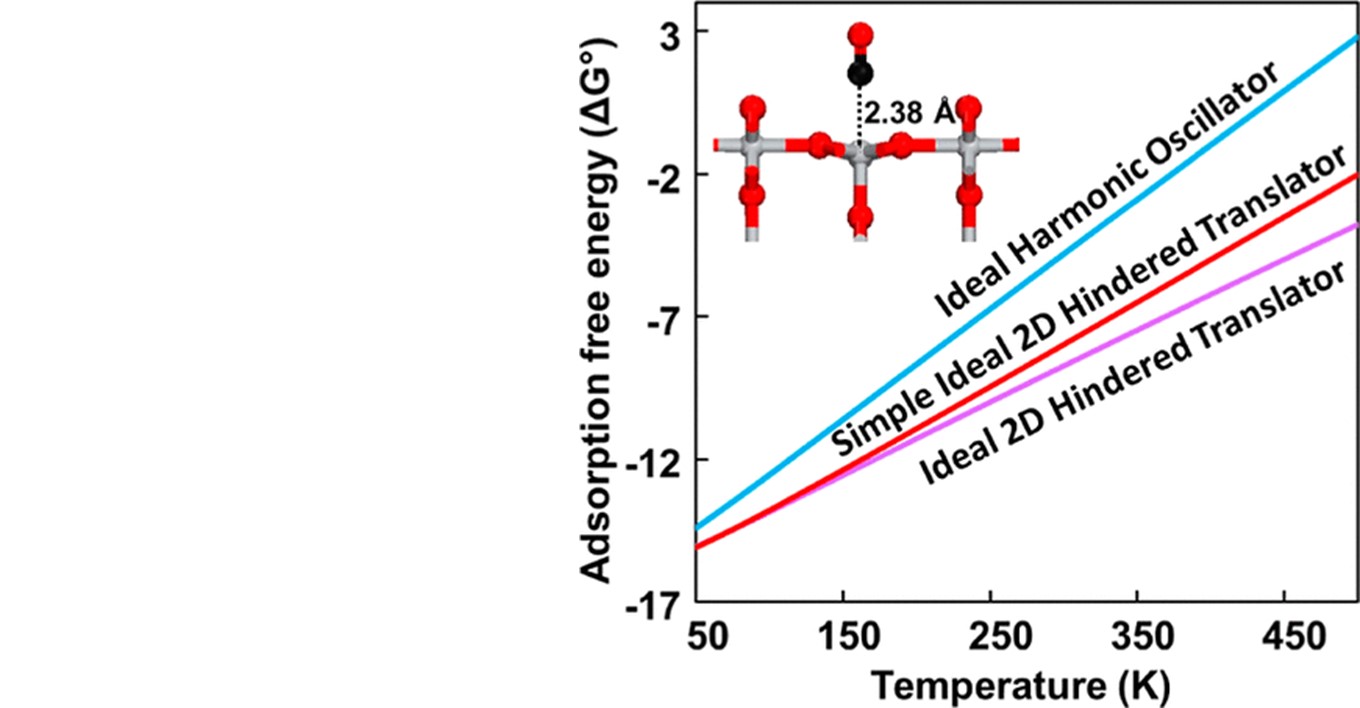 Adsorption free energy (ΔG°)
3
-2
-7
-12
-17
2.38 Å
Ideal Harmonic Oscillator
Simple Ideal 2D Hindered Translator
Ideal 2D Hindered Translator
50 150 250 350 450
Temperature (K)